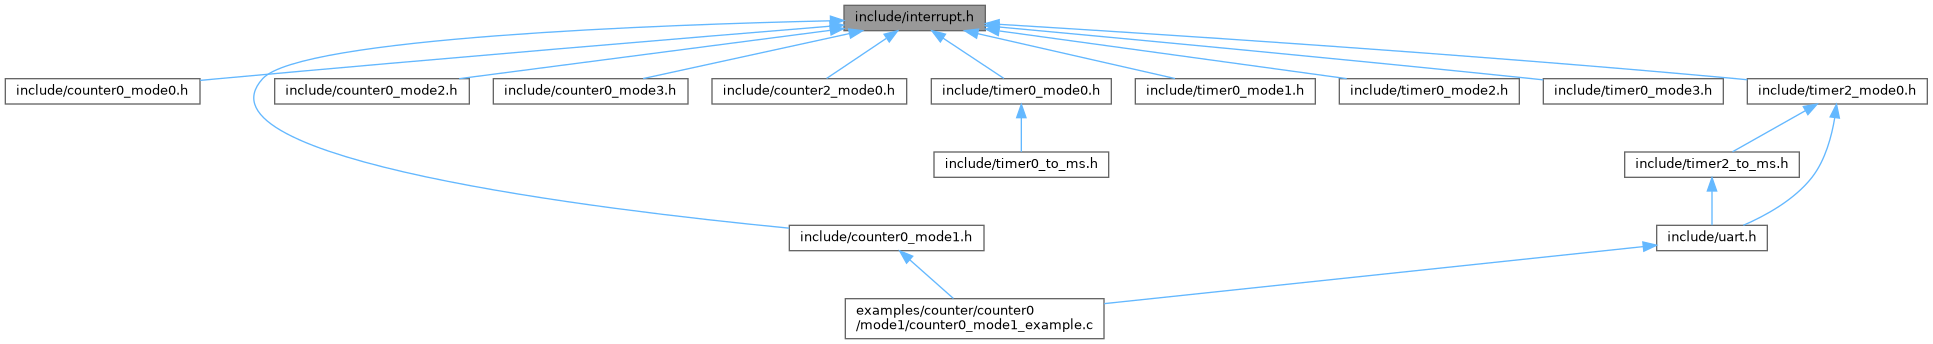 include/interrupt.h
include/counter0_mode0.h
include/counter0_mode2.h
include/counter0_mode3.h
include/counter2_mode0.h
include/timer0_mode0.h
include/timer0_mode1.h
include/timer0_mode2.h
include/timer0_mode3.h
include/timer2_mode0.h
include/timer0_to_ms.h
include/timer2_to_ms.h
include/counter0_mode1.h
include/uart.h
examples/counter/counter0
/mode1/counter0_mode1_example.c